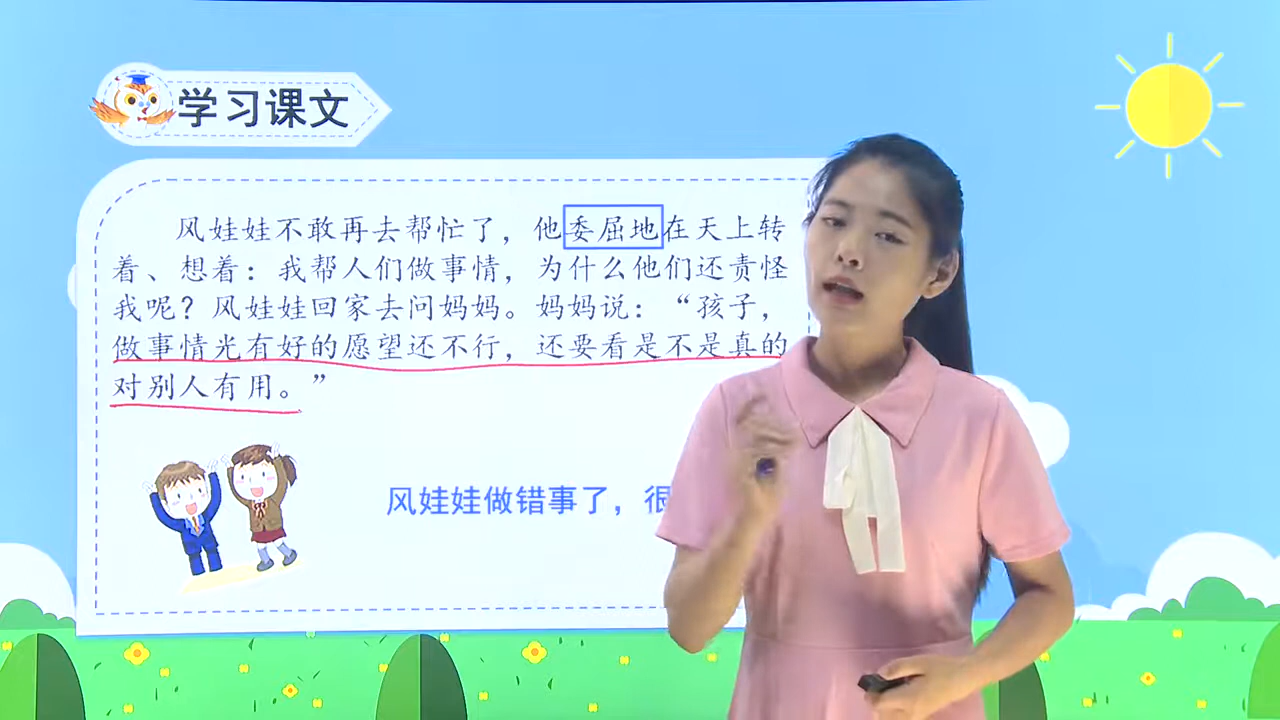 学习课文
风娃娃不敢再去帮忙了，他委屈地在天上转
着、想着：我帮人们做事情，为什么他们还责怪
我呢？风娃娃回家去问妈妈。妈妈说：“孩子，
做事情光有好的愿望还不行，还要看是不是真的
对别人有用。”
风娃娃做错事了，很